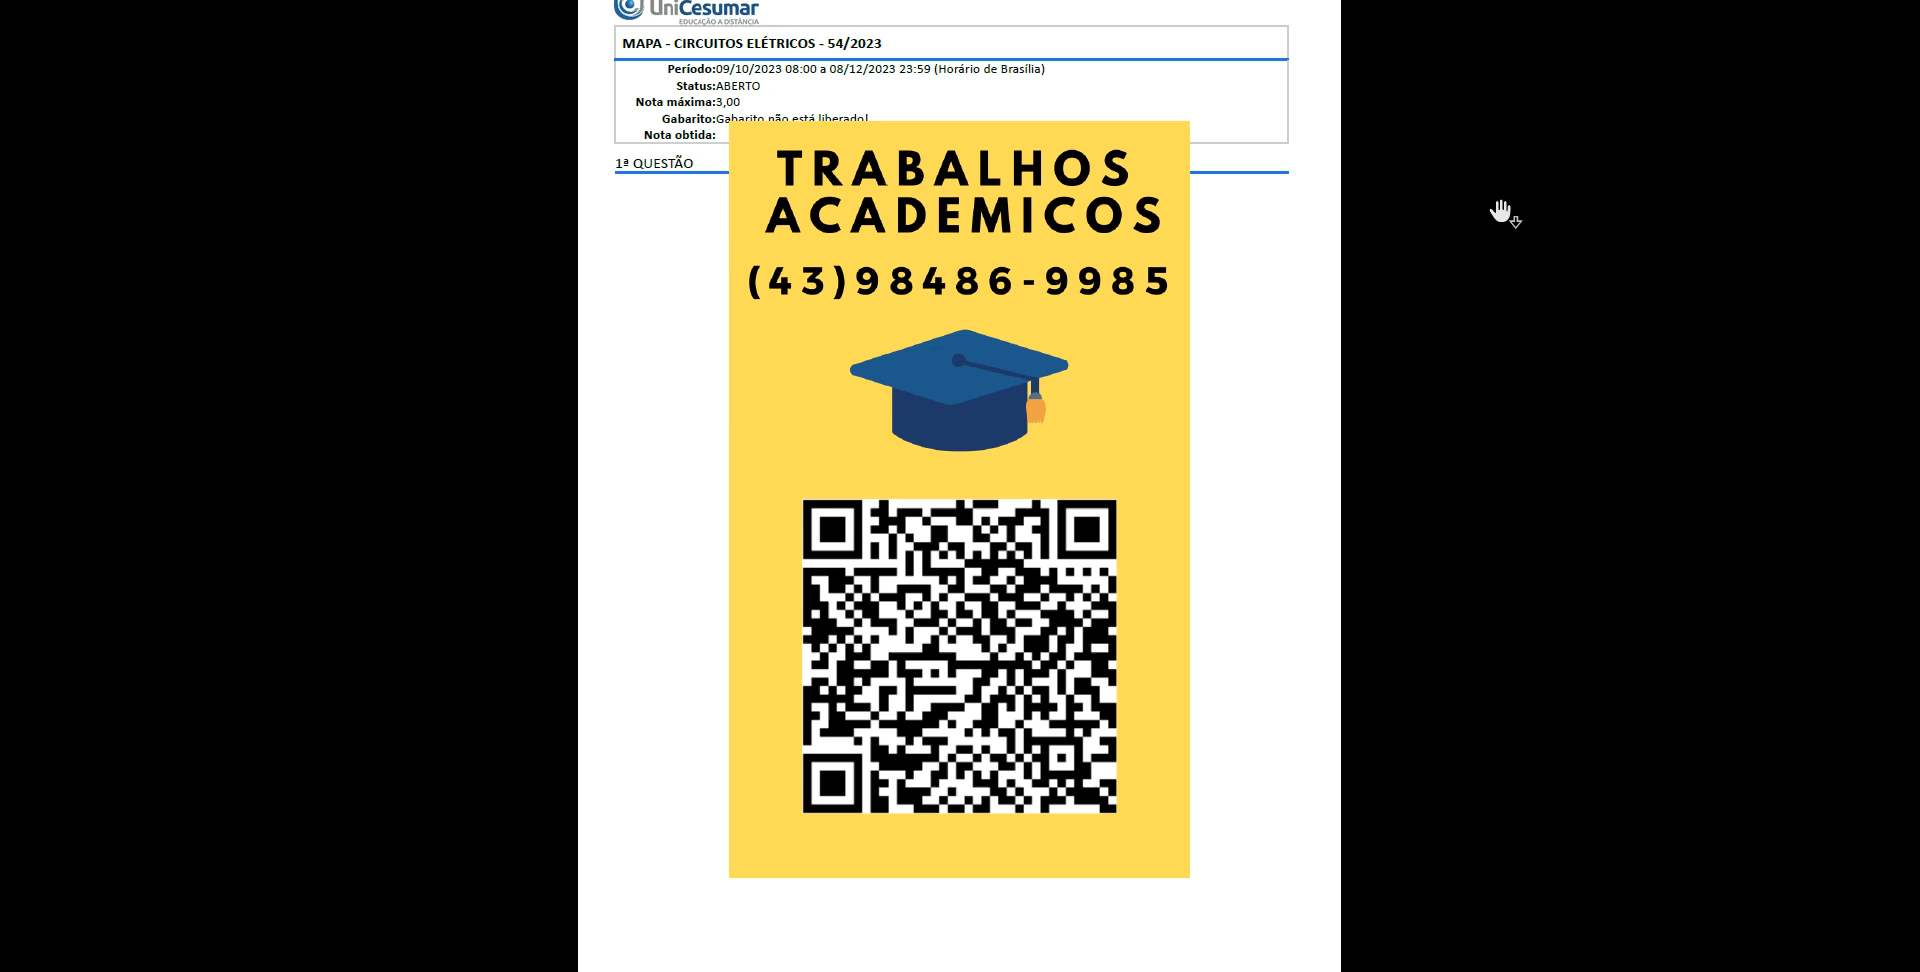 UniCesumar
EDUCAÇÃO A DISTÂNCIA
MAPA - CIRCUITOS ELÉTRICOS - 54/2023
Período:09/10/2023 08:00 a 08/12/2023 23:59 (Horário de Brasília)
Status:ABERTO
Nota máxima:3,00
Gabarito:Gabarito não está liberado!
Nota obtida:
1ª QUESTÃO
TRABALHOS
ACADEMICOS
(43)98486-9985